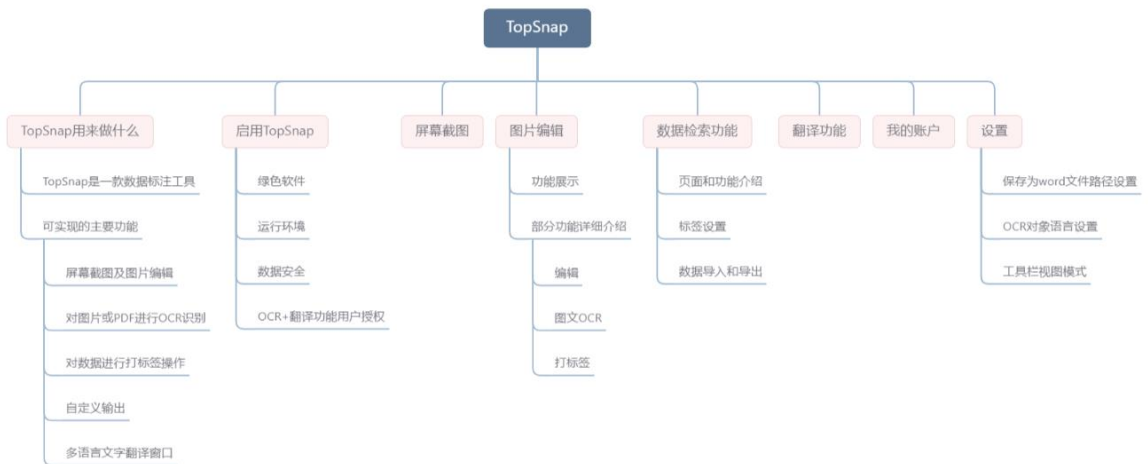 TopSnap
TopSnap用来做什么
启用TopSnap
屏幕截图
图片编辑
数据检索功能
翻译功能
我的账户
设置
TopSnap是一款数据标注工具
可实现的主要功能
屏幕截图及图片编辑
对图片或PDF进行OCR识别
对数据进行打标签操作
自定义输出
多语言文字翻译窗口
绿色软件
运行环境
数据安全
OCR+翻译功能用户授权
功能展示
部分功能详细介绍
编辑
图文OCR
打标签
页面和功能介绍
标签设置
数据导入和导出
保存为word文件路径设置
OCR对象语言设置
工具栏视图模式